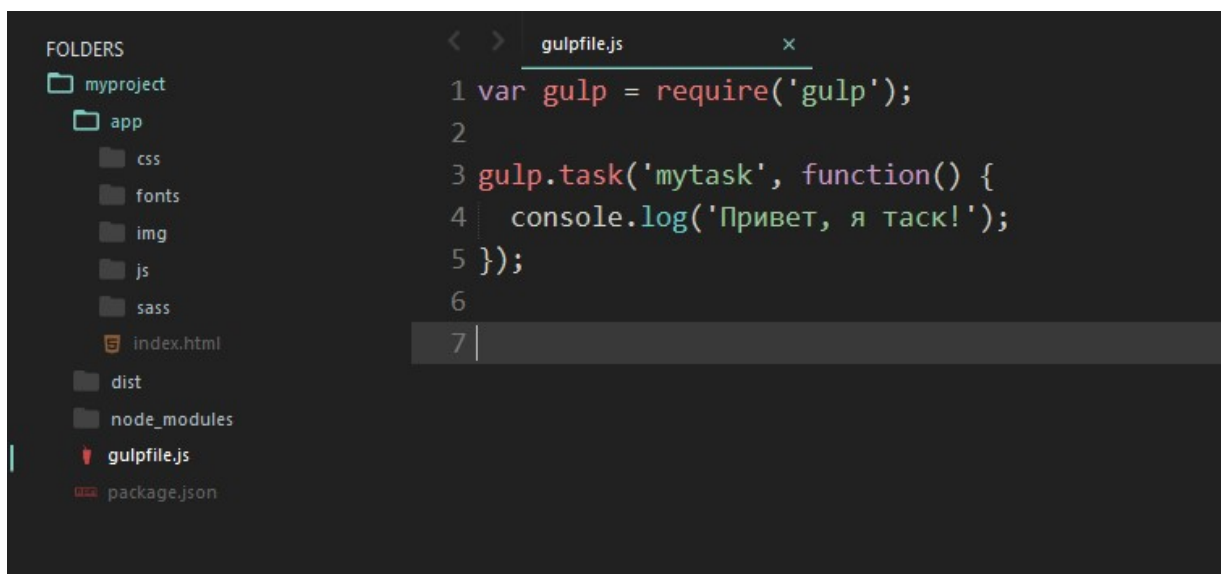 FOLDERS
myproject
app
css
fonts
img
js
sass
index.html
dist
node_modules
gulpfile.js
package.json
gulpfile.js ×
1 var gulp = require('gulp');
2
3 gulp.task('mytask', function() {
4   console.log('Привет, я таск!');
5 });
6
7